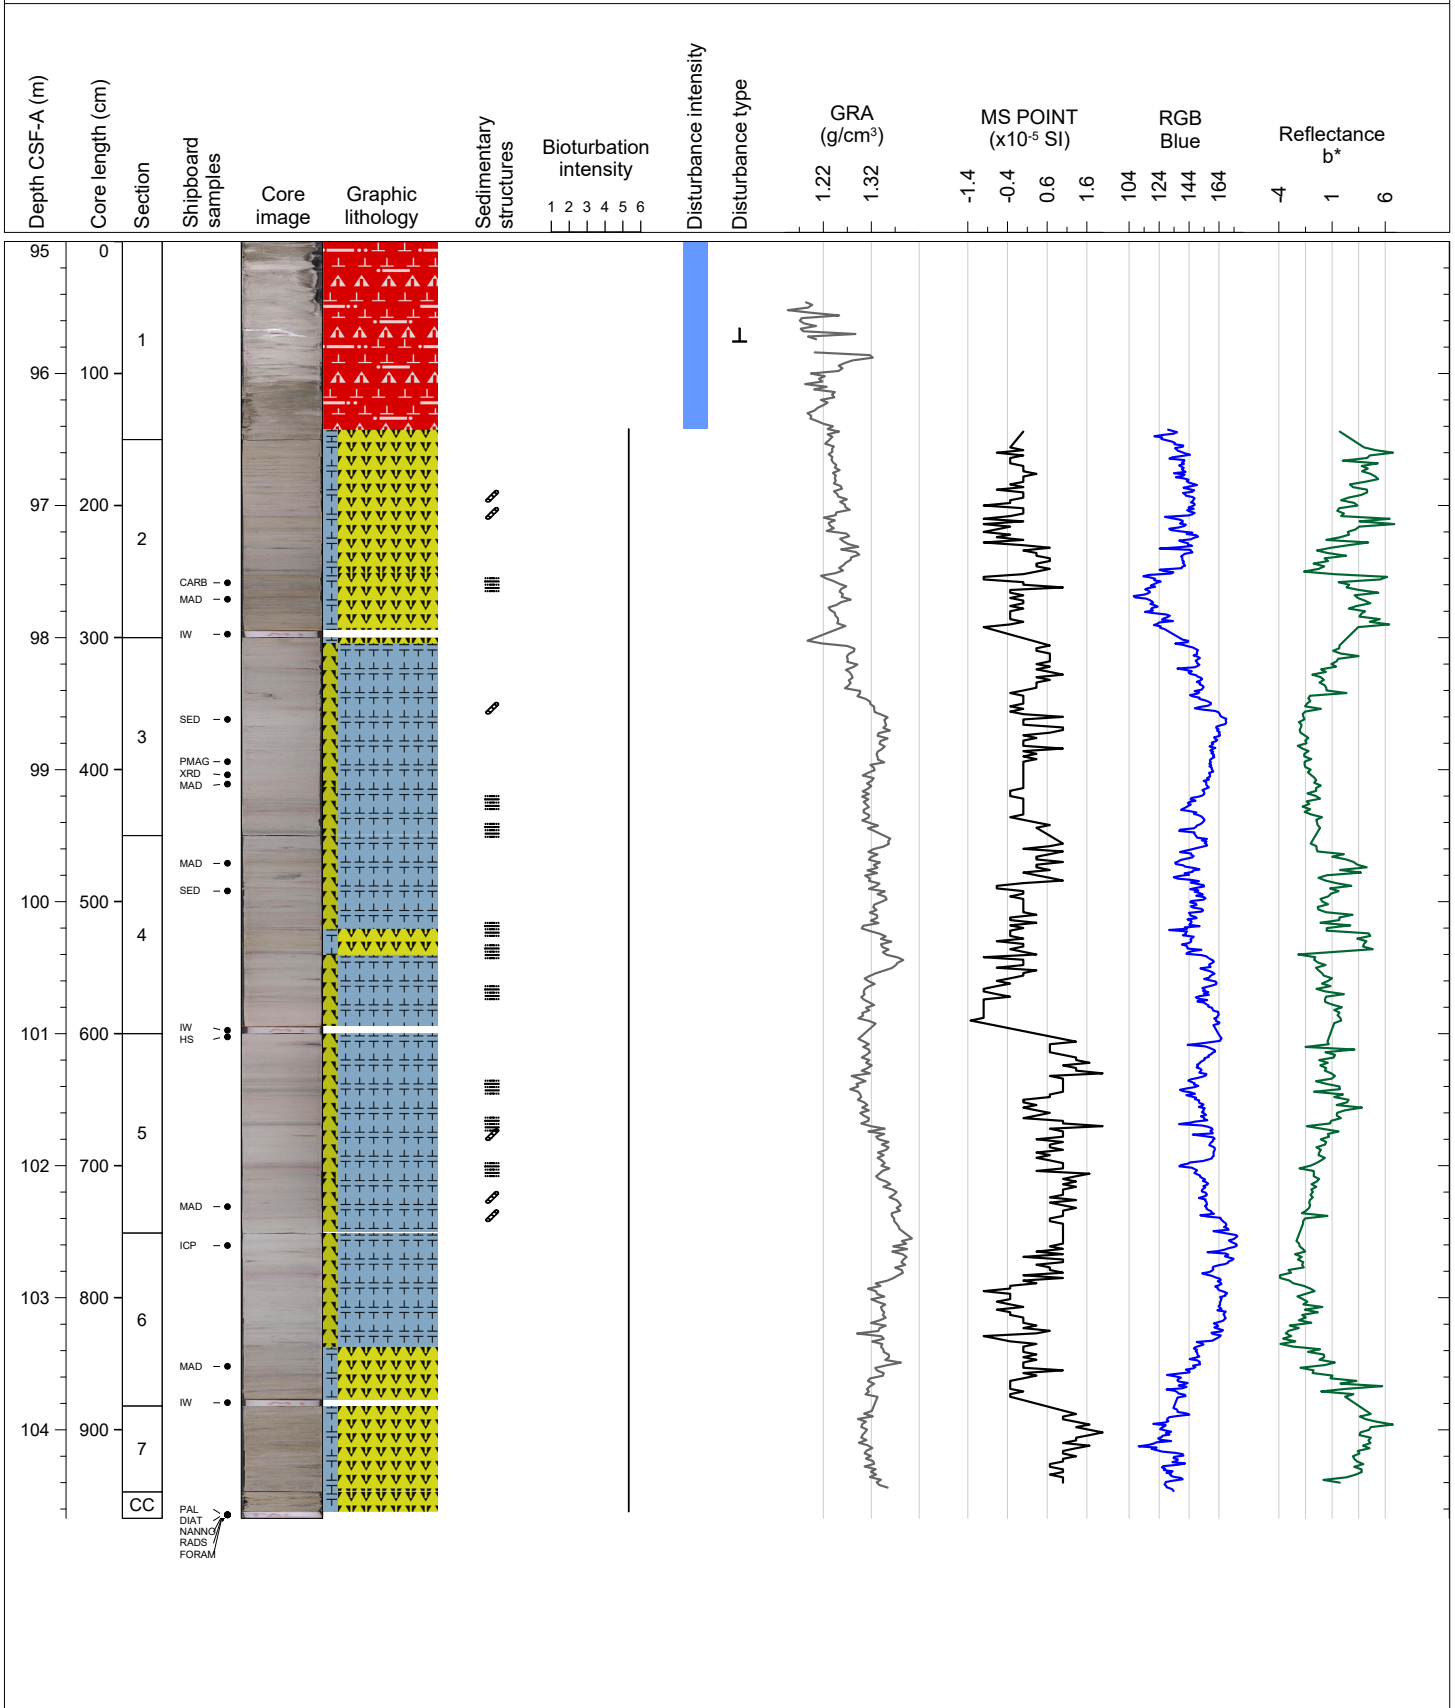 Depth CSF-A (m)
Core length (cm)
Section
Shipboard
samples
Core
image
Graphic
lithology
Sedimentary
structures
Bioturbation
intensity
1 2 3 4 5 6
Disturbance intensity
Disturbance type
GRA
(g/cm³)
1.22
1.32
MS POINT
(x10⁻⁵ SI)
-1.4
-0.4
0.6
1.6
RGB
Blue
104
124
144
164
Reflectance
b*
-4
1
6
95
0
1
96
100
97
200
2
CARB
MAD
98
300
IW
SED
3
PMAG
99
400
XRD
MAD
MAD
100
500
SED
4
IW
101
600
HS
5
102
700
MAD
ICP
103
800
6
MAD
IW
104
900
7
CC
PAL
DIAT
NANNO
RADS
FORAM